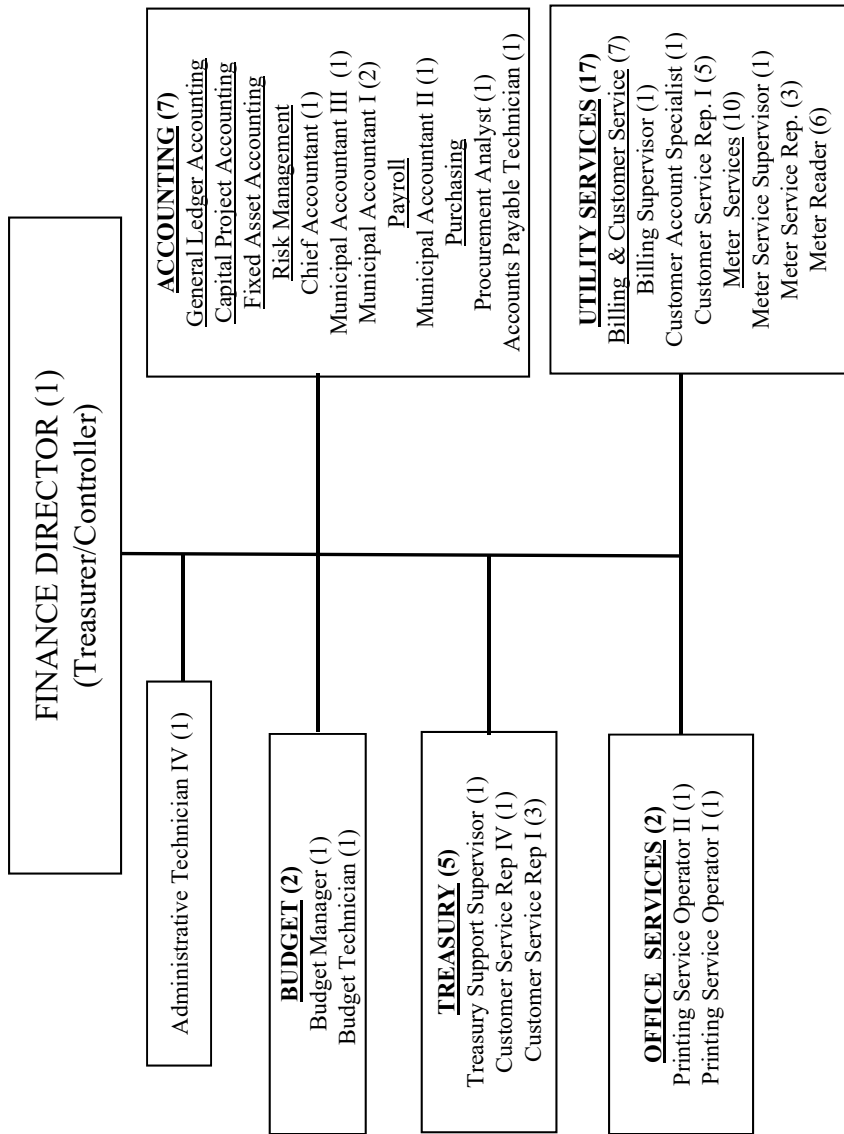 FINANCE DIRECTOR (1)
(Treasurer/Controller)
Administrative Technician IV (1)
BUDGET (2)
Budget Manager (1)
Budget Technician (1)
TREASURY (5)
Treasury Support Supervisor (1)
Customer Service Rep IV (1)
Customer Service Rep I (3)
OFFICE SERVICES (2)
Printing Service Operator II (1)
Printing Service Operator I (1)
ACCOUNTING (7)
General Ledger Accounting
Capital Project Accounting
Fixed Asset Accounting
Risk Management
Chief Accountant (1)
Municipal Accountant III (1)
Municipal Accountant I (2)
Payroll
Municipal Accountant II (1)
Purchasing
Procurement Analyst (1)
Accounts Payable Technician (1)
UTILITY SERVICES (17)
Billing & Customer Service (7)
Billing Supervisor (1)
Customer Account Specialist (1)
Customer Service Rep. I (5)
Meter Services (10)
Meter Service Supervisor (1)
Meter Service Rep. (3)
Meter Reader (6)